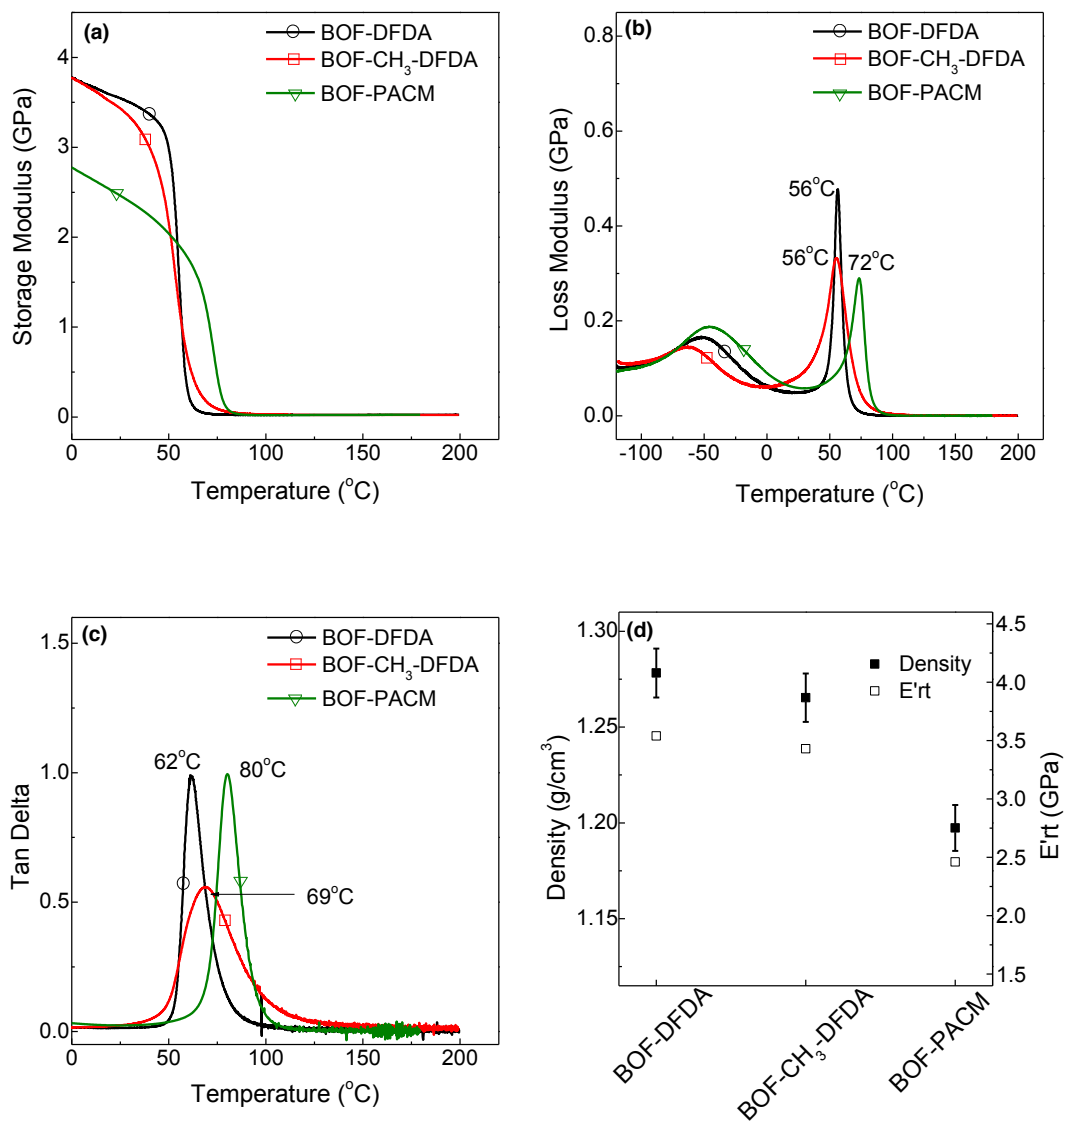 (a)
BOF-DFDA
BOF-CH3-DFDA
BOF-PACM
4
3
2
1
0
Storage Modulus (GPa)
0 50 100 150 200
Temperature (°C)
(b)
BOF-DFDA
BOF-CH3-DFDA
BOF-PACM
0.8
0.6
0.4
0.2
0.0
Loss Modulus (GPa)
56°C
56°C 72°C
-100 -50 0 50 100 150 200
Temperature (°C)
(c)
BOF-DFDA
BOF-CH3-DFDA
BOF-PACM
1.5
1.0
0.5
0.0
Tan Delta
62°C 80°C
69°C
0 50 100 150 200
Temperature (°C)
(d)
Density
E'rt
1.30
1.25
1.20
1.15
Density (g/cm³)
4.5
4.0
3.5
3.0
2.5
2.0
1.5
E'rt (GPa)
BOF-DFDA
BOF-CH3-DFDA
BOF-PACM